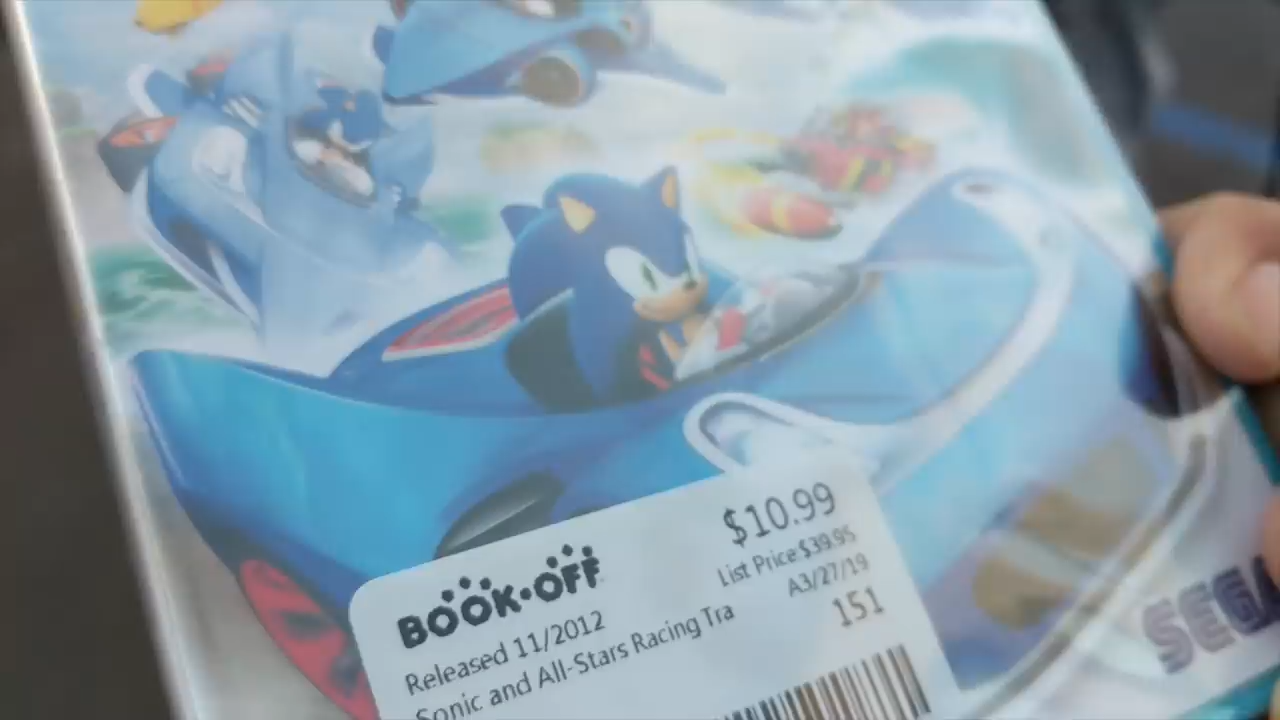 $10.99
List Price:$39.95
A3/27/19
151
BOOK·OFF
Released 11/2012
Sonic and All-Stars Racing Tra
SEGA